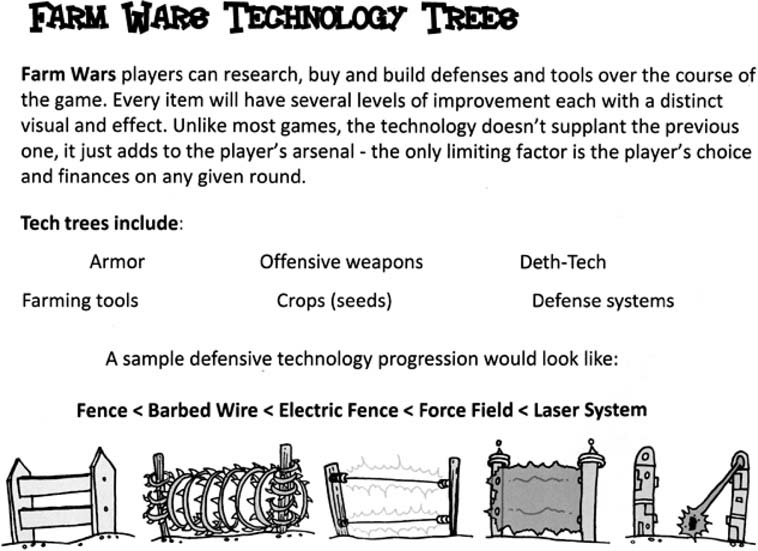 Farm Wars Technology Trees
Farm Wars players can research, buy and build defenses and tools over the course of
the game. Every item will have several levels of improvement each with a distinct
visual and effect. Unlike most games, the technology doesn't supplant the previous
one, it just adds to the player's arsenal - the only limiting factor is the player's choice
and finances on any given round.
Tech trees include:
Armor Offensive weapons Deth-Tech
Farming tools Crops (seeds) Defense systems
A sample defensive technology progression would look like:
Fence < Barbed Wire < Electric Fence < Force Field < Laser System